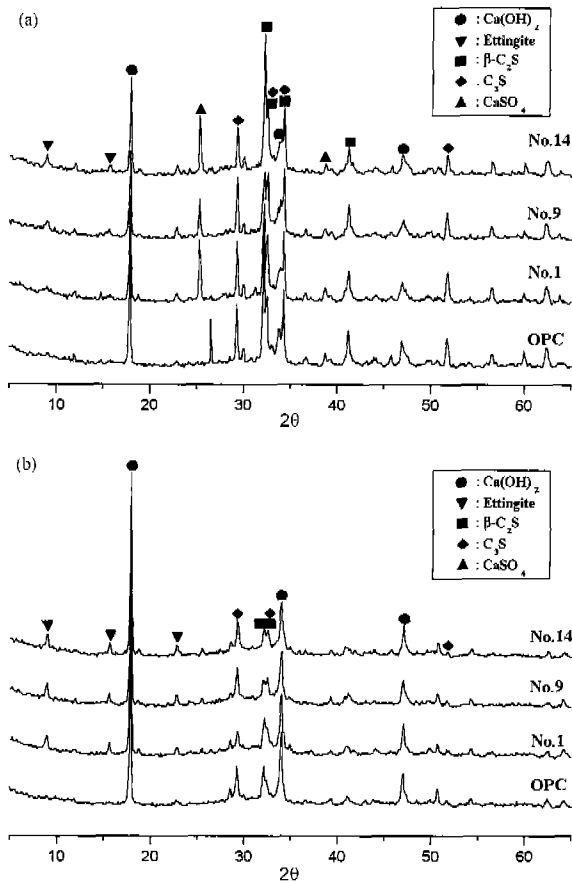 (a)
● : Ca(OH)₂
▼ : Ettingite
■ : β-C₂S
◆ : C₃S
▲ : CaSO₄
No.14
No.9
No.1
OPC
10 20 30 40 50 60
2θ
(b)
● : Ca(OH)₂
▼ : Ettingite
■ : β-C₂S
◆ : C₃S
▲ : CaSO₄
No.14
No.9
No.1
OPC
10 20 30 40 50 60
2θ